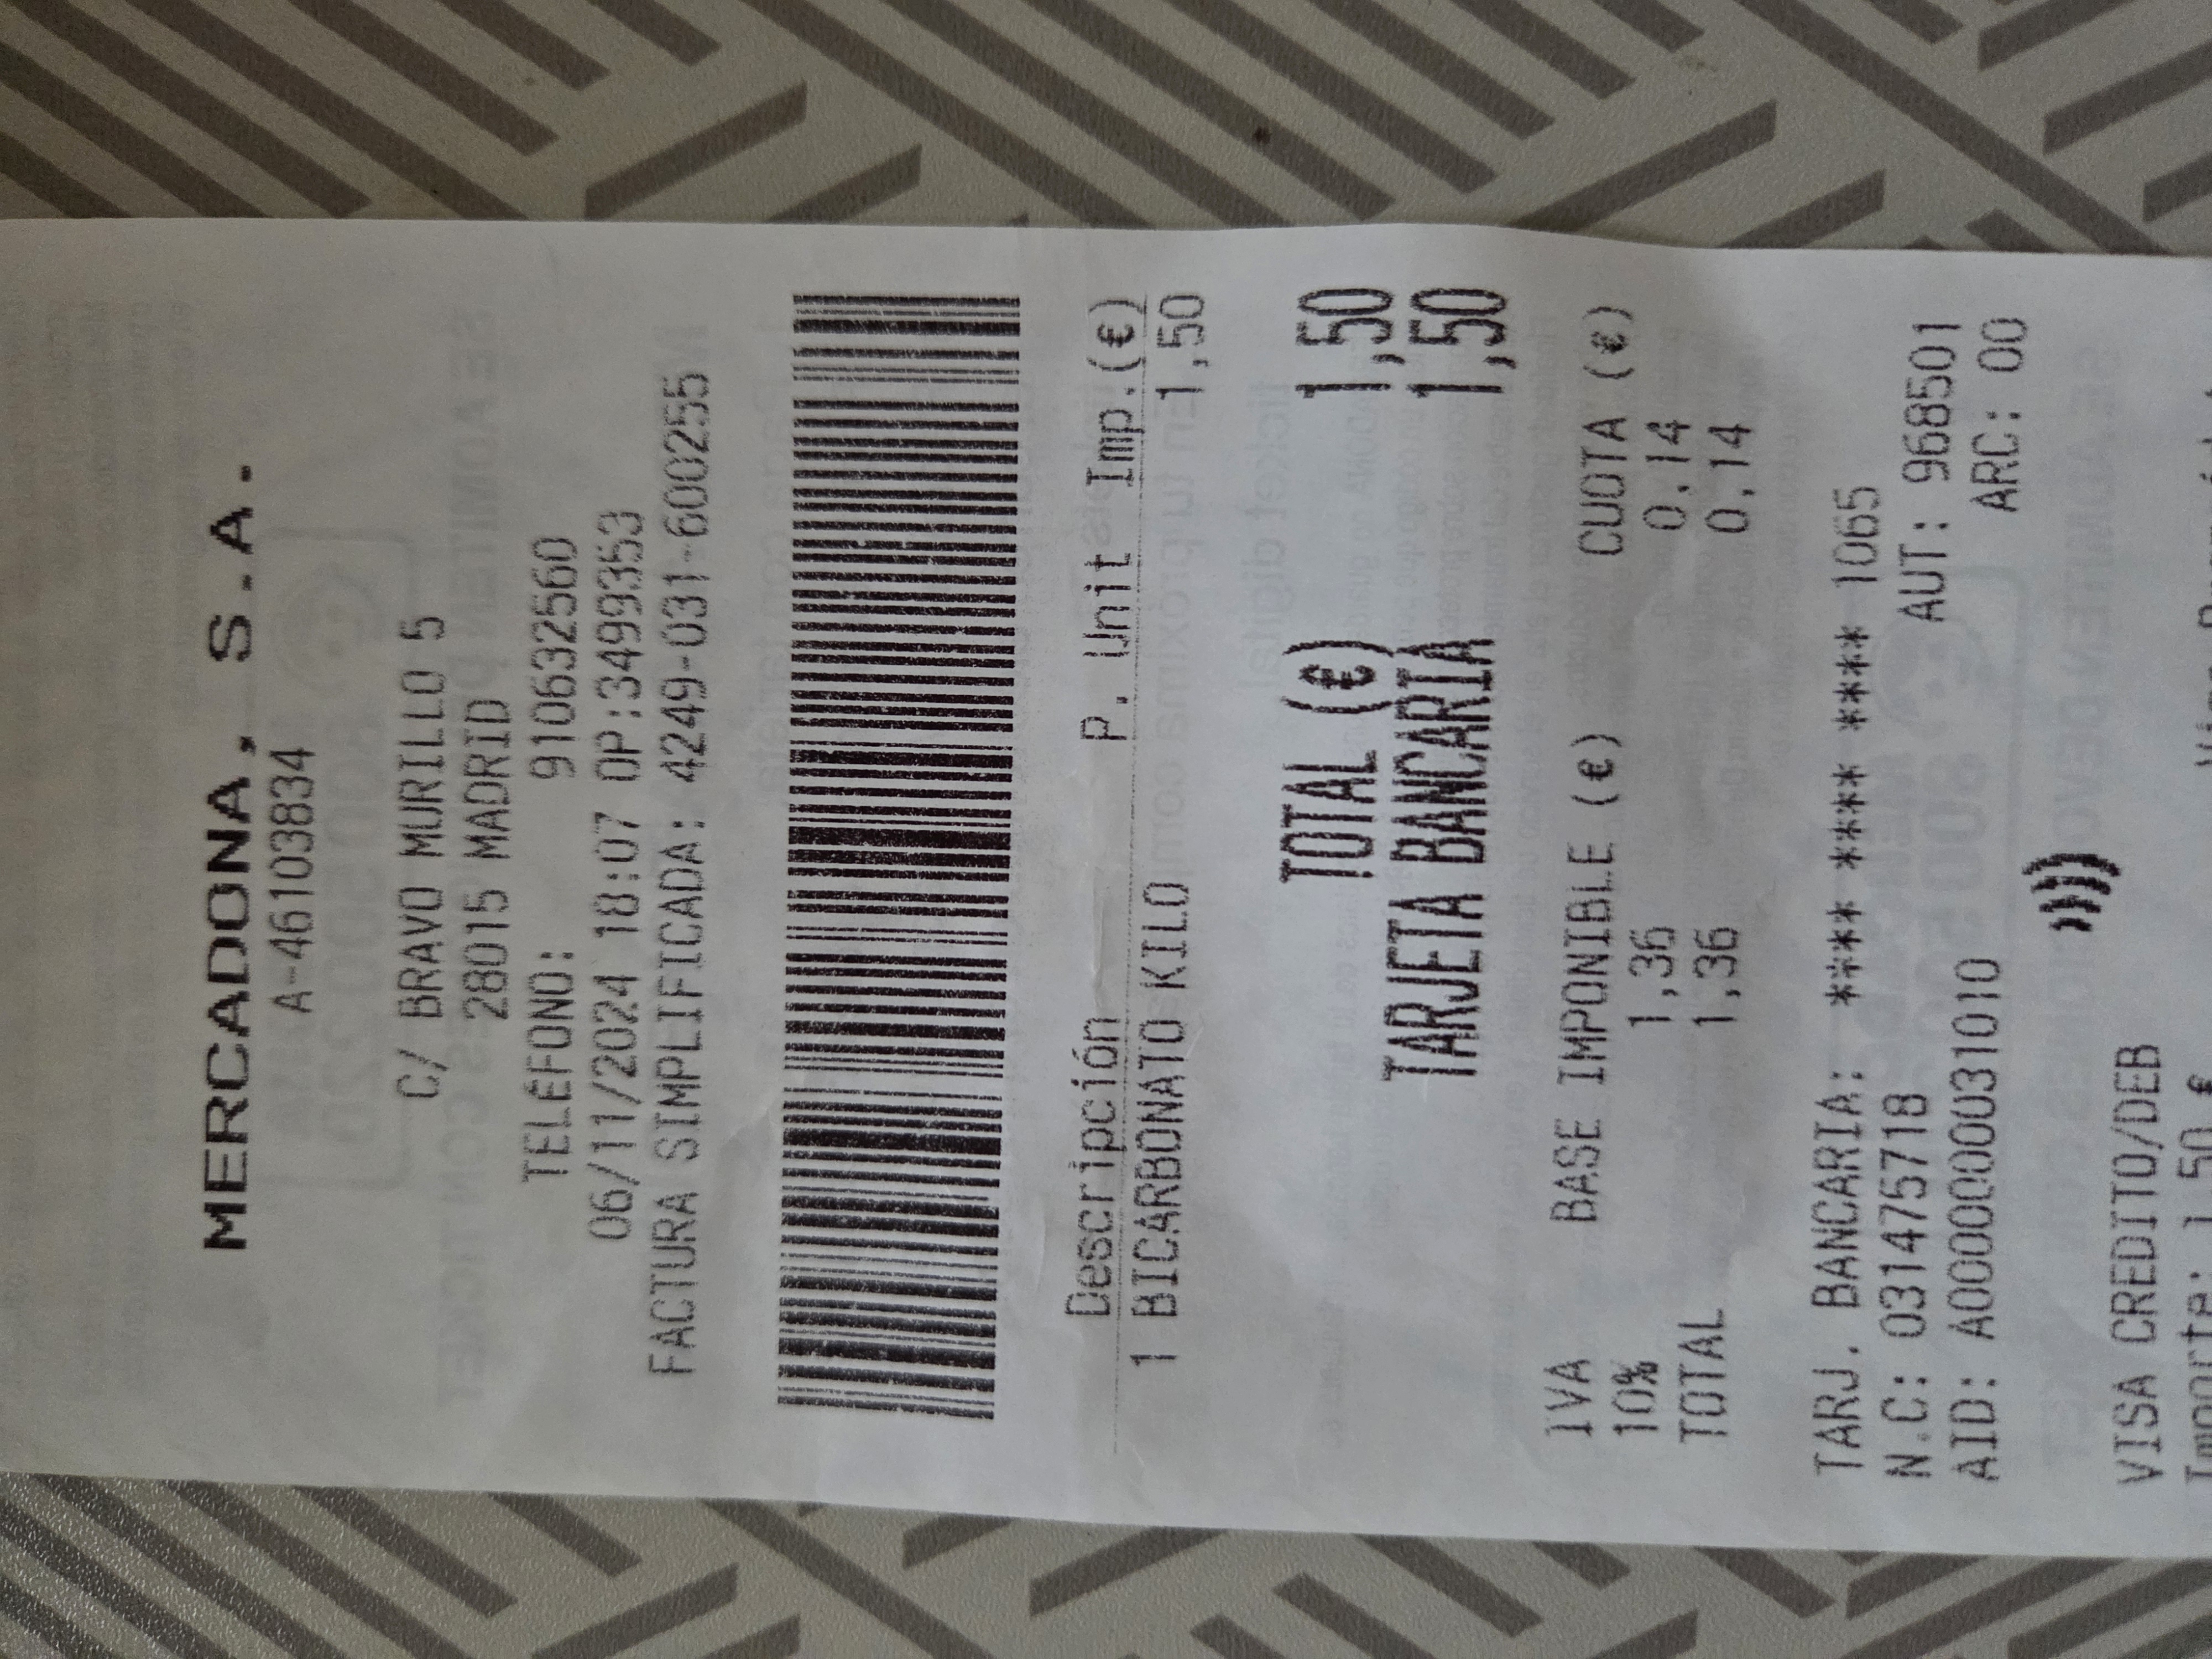 MERCADONA, S.A.
A-46103834
C/ BRAVO MURILLO 5
28015 MADRID
TELÉFONO: 910632560
06/11/2024 18:07 OP:3499353
FACTURA SIMPLIFICADA: 4249-031-600255
Descripción P. Unit Imp.(€)
1 BICARBONATO KILO 1,50
TOTAL (€) 1,50
TARJETA BANCARIA 1,50
IVA BASE IMPONIBLE (€) CUOTA (€)
10% 1,36 0,14
TOTAL 1,36 0,14
TARJ. BANCARIA: **** **** **** 1065
N.C: 031475718 AUT: 968501
AID: A0000000031010 ARC: 00
VISA CREDITO/DEB
Importe: 1,50 €